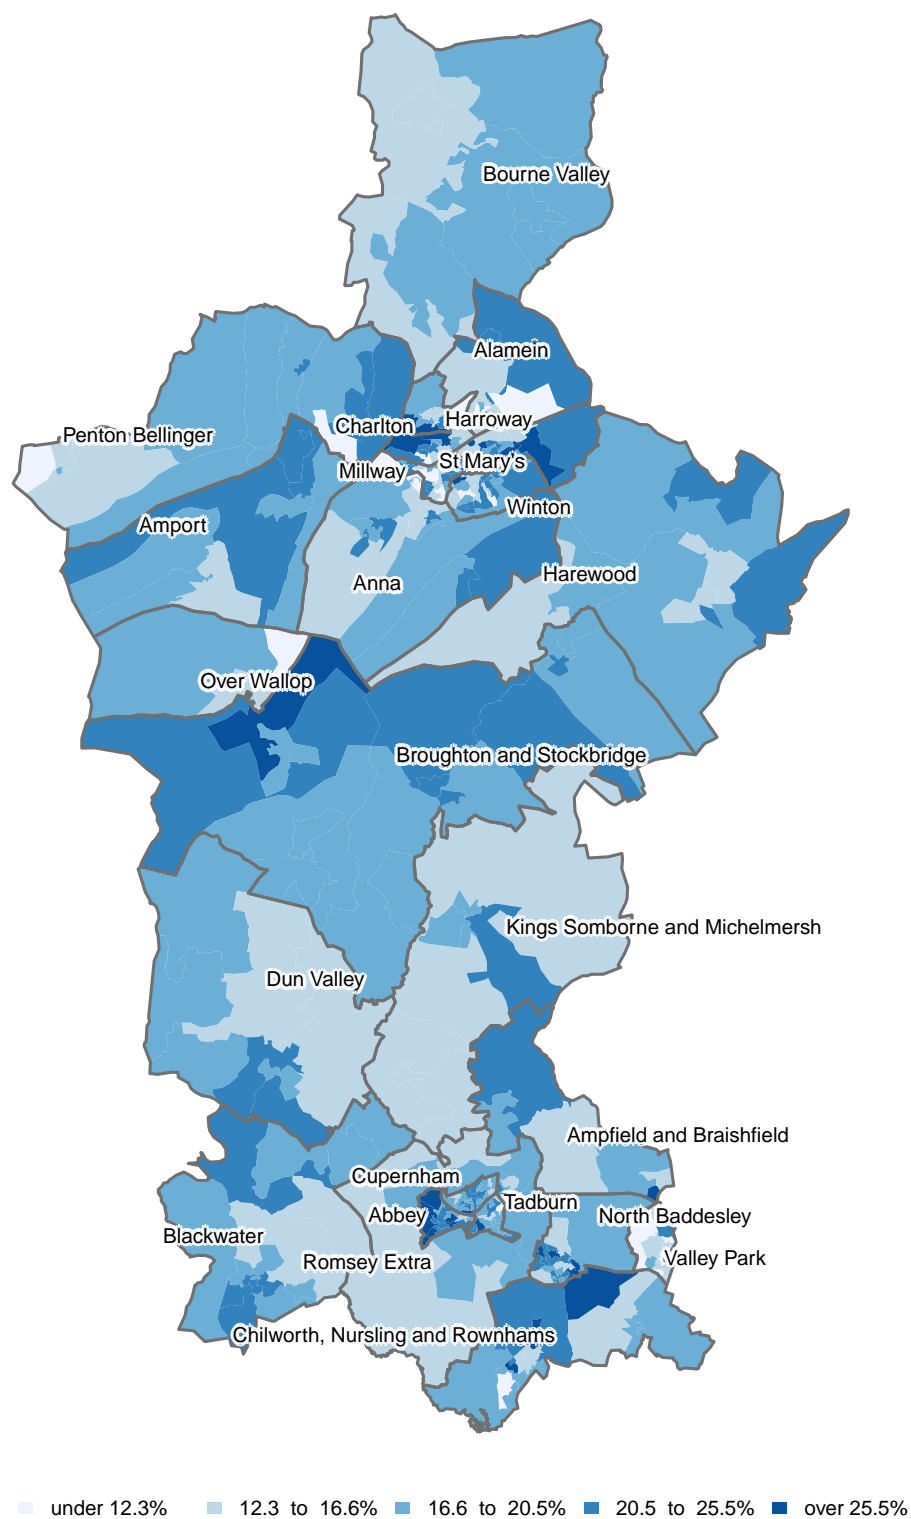 Bourne Valley
Alamein
Harroway
Charlton
Penton Bellinger
St Mary's
Millway
Winton
Amport
Harewood
Anna
Over Wallop
Broughton and Stockbridge
Kings Somborne and Michelmersh
Dun Valley
Ampfield and Braishfield
Cupernham
Tadburn
Abbey
North Baddesley
Blackwater
Valley Park
Romsey Extra
Chilworth, Nursling and Rownhams
under 12.3% 12.3 to 16.6% 16.6 to 20.5% 20.5 to 25.5% over 25.5%